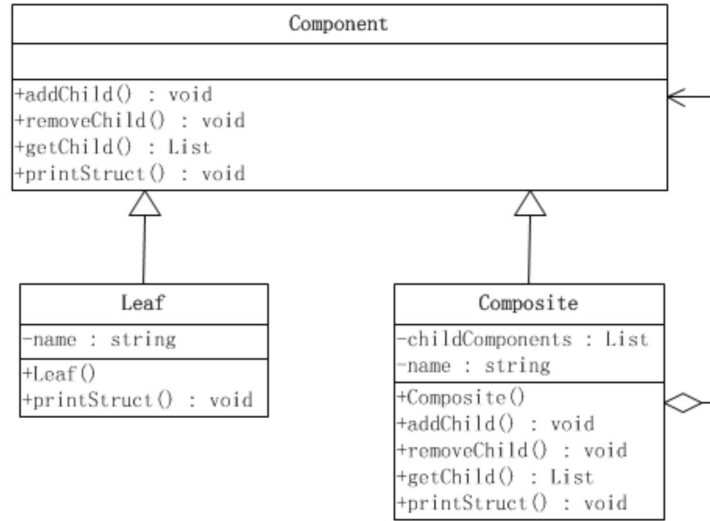 Component
+addChild() : void
+removeChild() : void
+getChild() : List
+printStruct() : void
Leaf
-name : string
+Leaf()
+printStruct() : void
Composite
-childComponents : List
-name : string
+Composite()
+addChild() : void
+removeChild() : void
+getChild() : List
+printStruct() : void